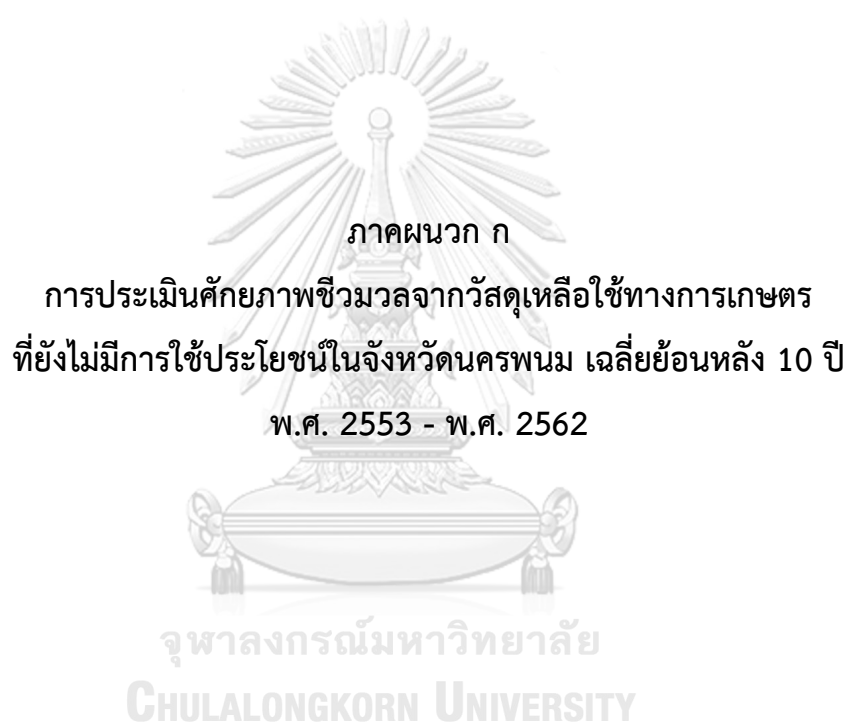 ภาคผนวก ก
การประเมินศักยภาพชีวมวลจากวัสดุเหลือใช้ทางการเกษตร
ที่ยังไม่มีการใช้ประโยชน์ในจังหวัดนครพนม เฉลี่ยย้อนหลัง 10 ปี
พ.ศ. 2553 - พ.ศ. 2562
จุฬาลงกรณ์มหาวิทยาลัย
CHULALONGKORN UNIVERSITY